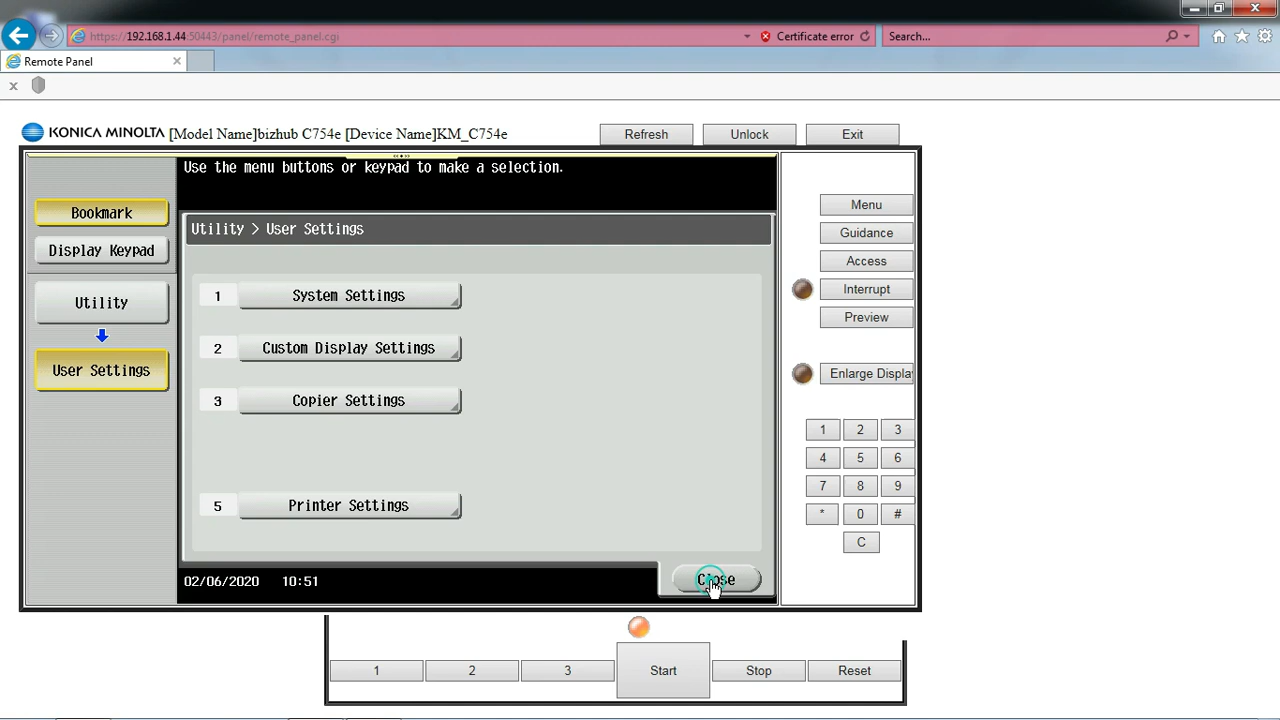 https://192.168.1.44:50443/panel/remote_panel.cgi
Certificate error
Search...
Remote Panel
KONICA MINOLTA [Model Name]bizhub C754e [Device Name]KM_C754e
Refresh
Unlock
Exit
Use the menu buttons or keypad to make a selection.
Bookmark
Display Keypad
Utility
User Settings
Utility > User Settings
1 System Settings
2 Custom Display Settings
3 Copier Settings
5 Printer Settings
02/06/2020 10:51
Close
Menu
Guidance
Access
Interrupt
Preview
Enlarge Displa
1 2 3
4 5 6
7 8 9
* 0 #
C
1 2 3 Start Stop Reset